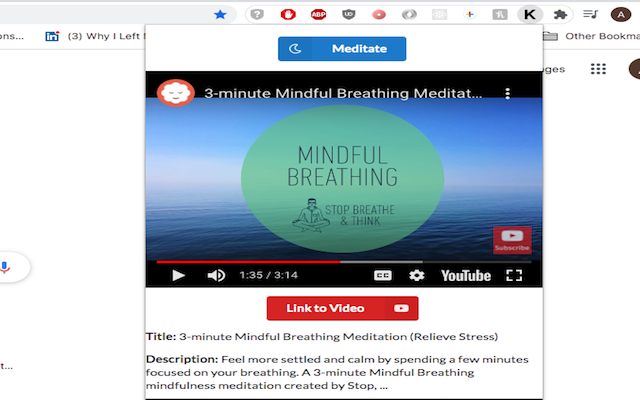 ons...
(3) Why I Left
ABP
UD
K
A
Other Bookma
ages
Meditate
3-minute Mindful Breathing Meditat...
MINDFUL
BREATHING
STOP BREATHE
& THINK
Subscribe
1:35 / 3:14
CC
YouTube
Link to Video
Title: 3-minute Mindful Breathing Meditation (Relieve Stress)
Description: Feel more settled and calm by spending a few minutes
focused on your breathing. A 3-minute Mindful Breathing
mindfulness meditation created by Stop, ...
t...